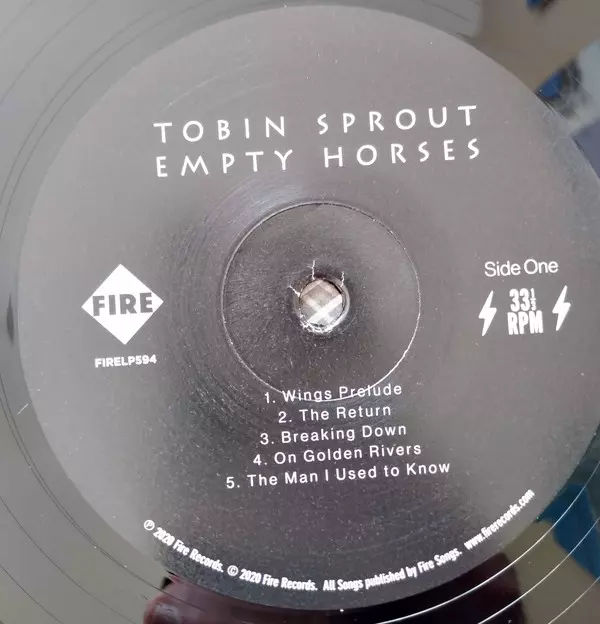 TOBIN SPROUT
EMPTY HORSES
FIRE
FIRELP594
Side One
33⅓
RPM
1. Wings Prelude
2. The Return
3. Breaking Down
4. On Golden Rivers
5. The Man I Used to Know
℗ 2020 Fire Records. © 2020 Fire Records. All Songs published by Fire Songs. www.firerecords.com